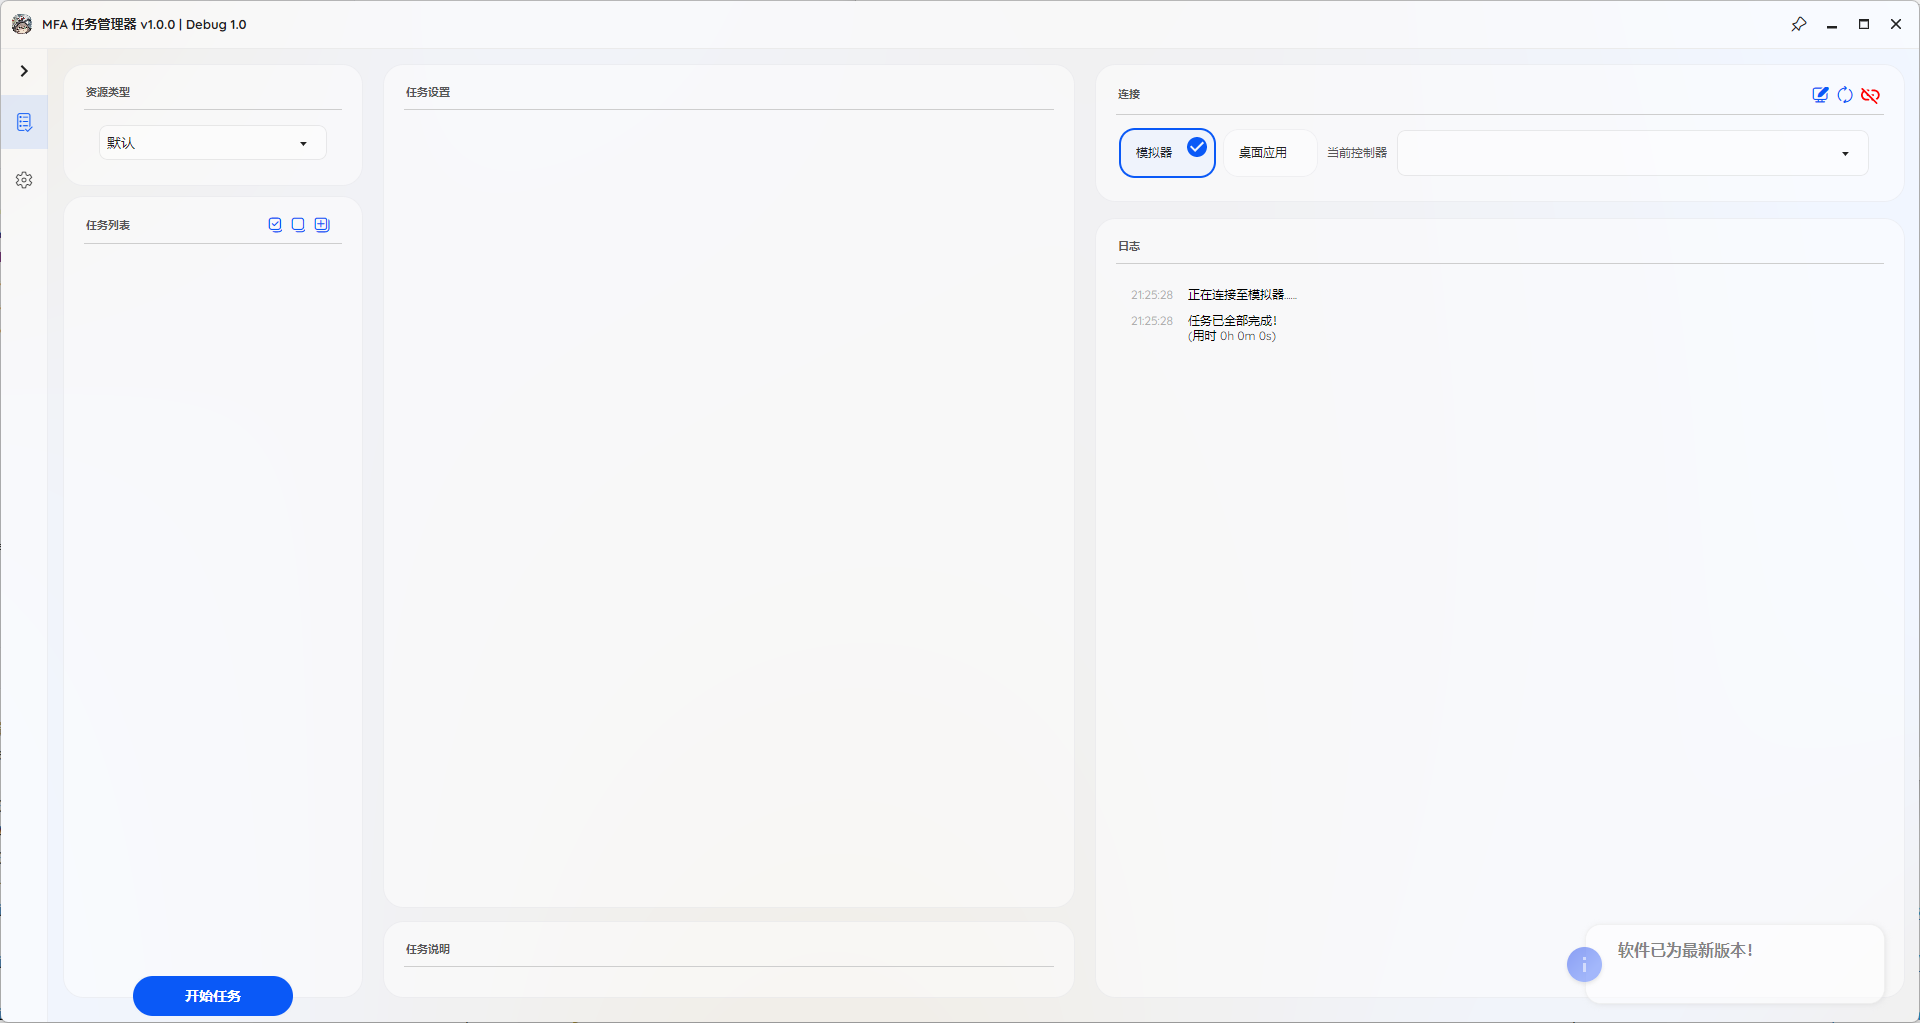 MFA 任务管理器 v1.0.0 | Debug 1.0
资源类型
默认
任务列表
开始任务
任务设置
任务说明
连接
模拟器
桌面应用
当前控制器
日志
21:25:28 正在连接至模拟器......
21:25:28 任务已全部完成!
(用时 0h 0m 0s)
软件已为最新版本!